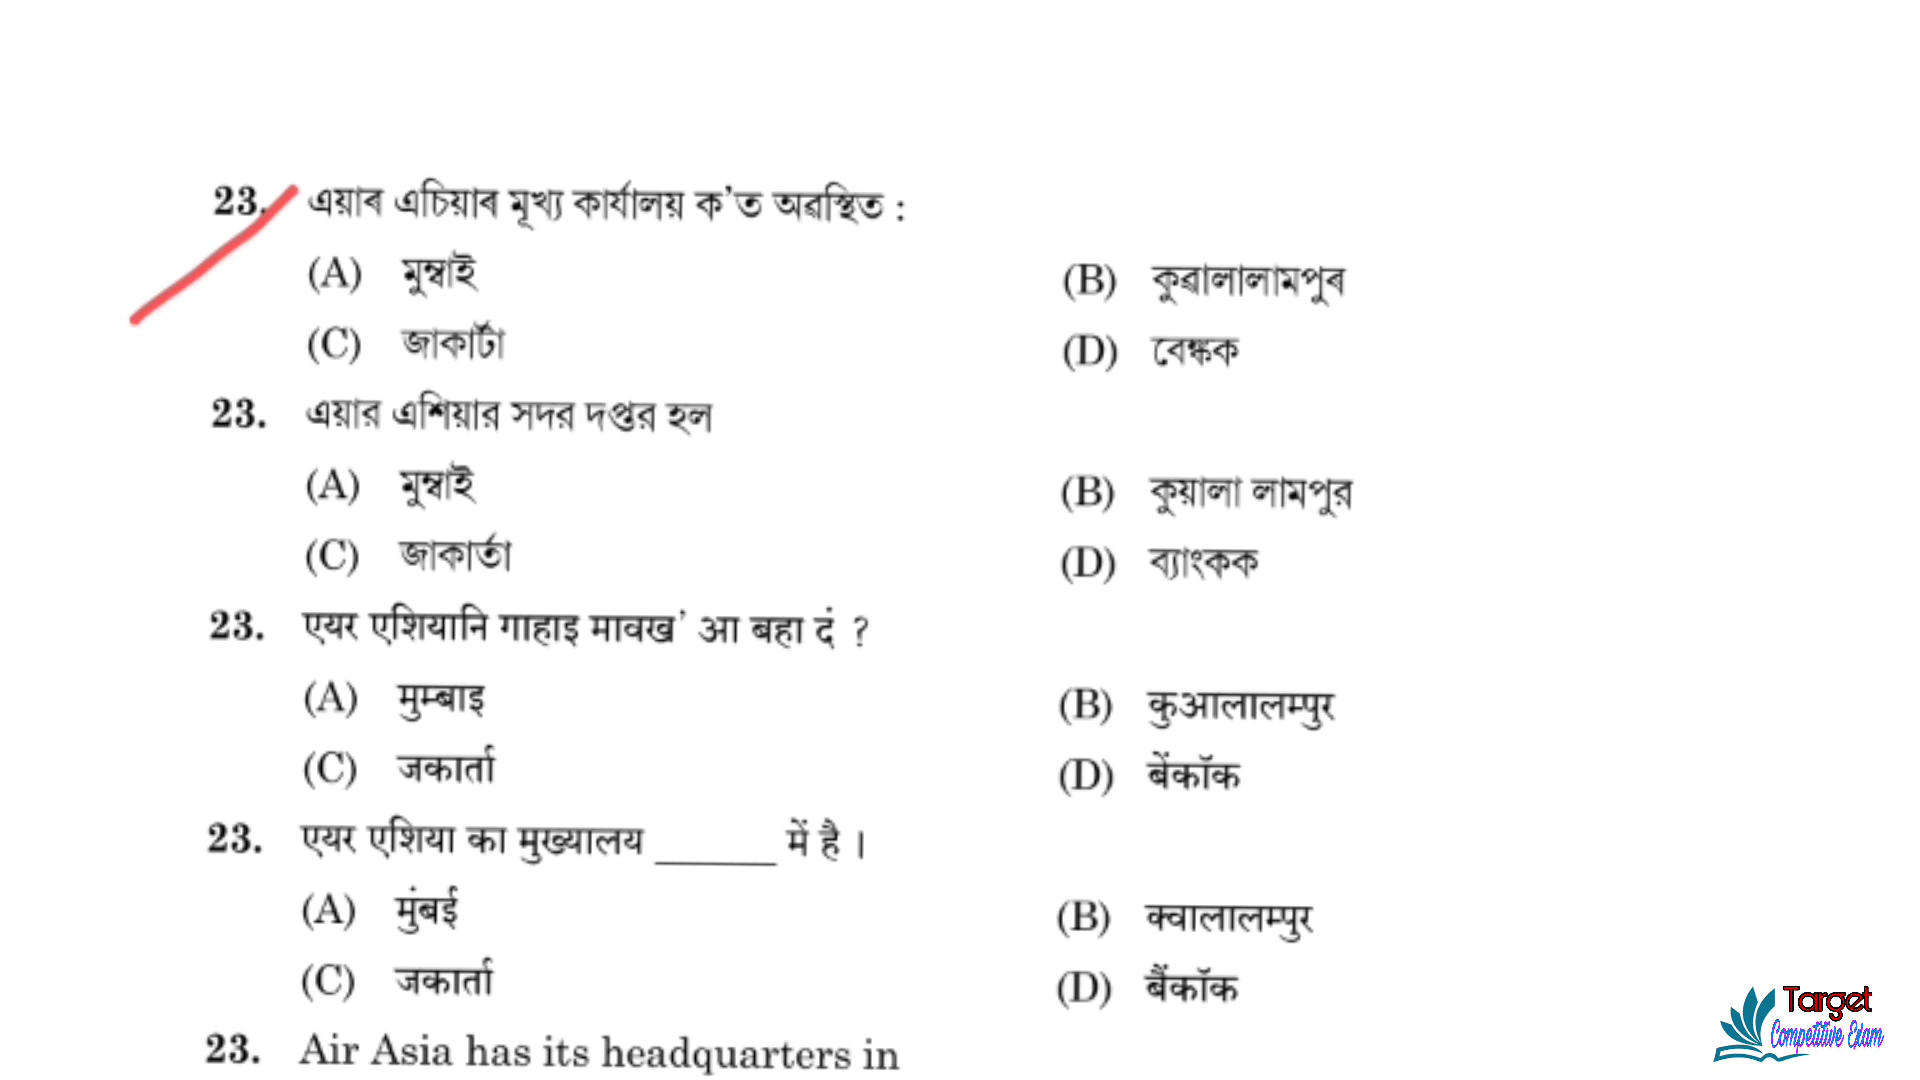 23. এয়াৰ এচিয়াৰ মূখ্য কাৰ্যালয় ক'ত অৱস্থিত :
(A) মুম্বাই (B) কুৱালালামপুৰ
(C) জাকাৰ্টা (D) বেঙ্কক
23. এয়ার এশিয়ার সদর দপ্তর হল
(A) মুম্বাই (B) কুয়ালা লামপুর
(C) জাকার্তা (D) ব্যাংকক
23. एयर एशियानि गाहाइ मावख' आ बहा दं ?
(A) मुम्बाइ (B) कुआलालम्पुर
(C) जकार्ता (D) बेंकॉक
23. एयर एशिया का मुख्यालय ______ में है ।
(A) मुंबई (B) क्वालालम्पुर
(C) जकार्ता (D) बैंकॉक
23. Air Asia has its headquarters in
Target
Competitive Exam